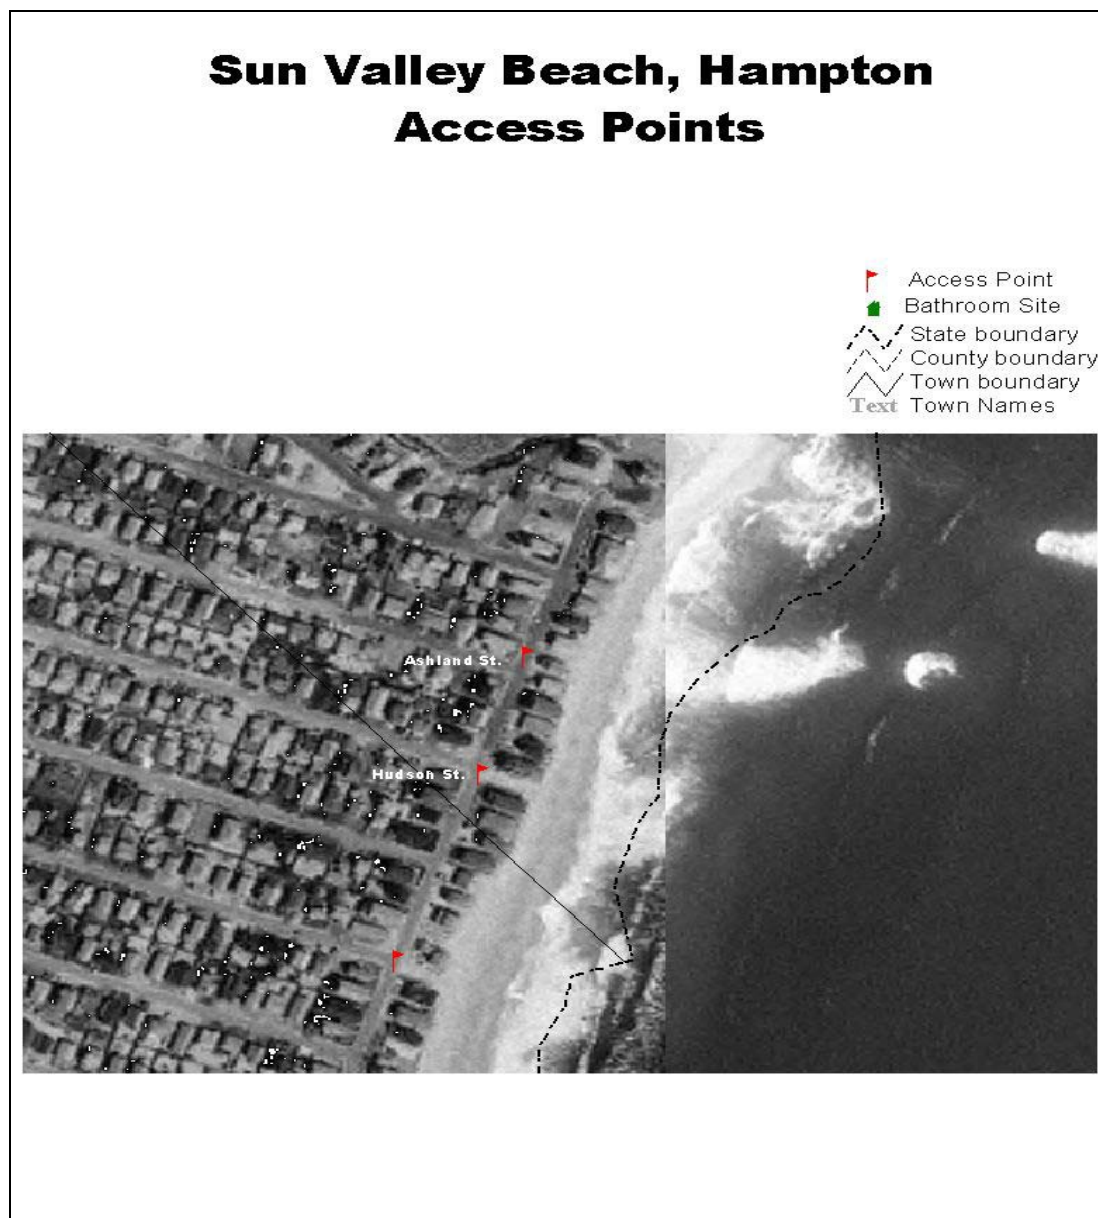 Sun Valley Beach, Hampton
Access Points
Access Point
Bathroom Site
State boundary
County boundary
Town boundary
Text Town Names
Ashland St.
Hudson St.